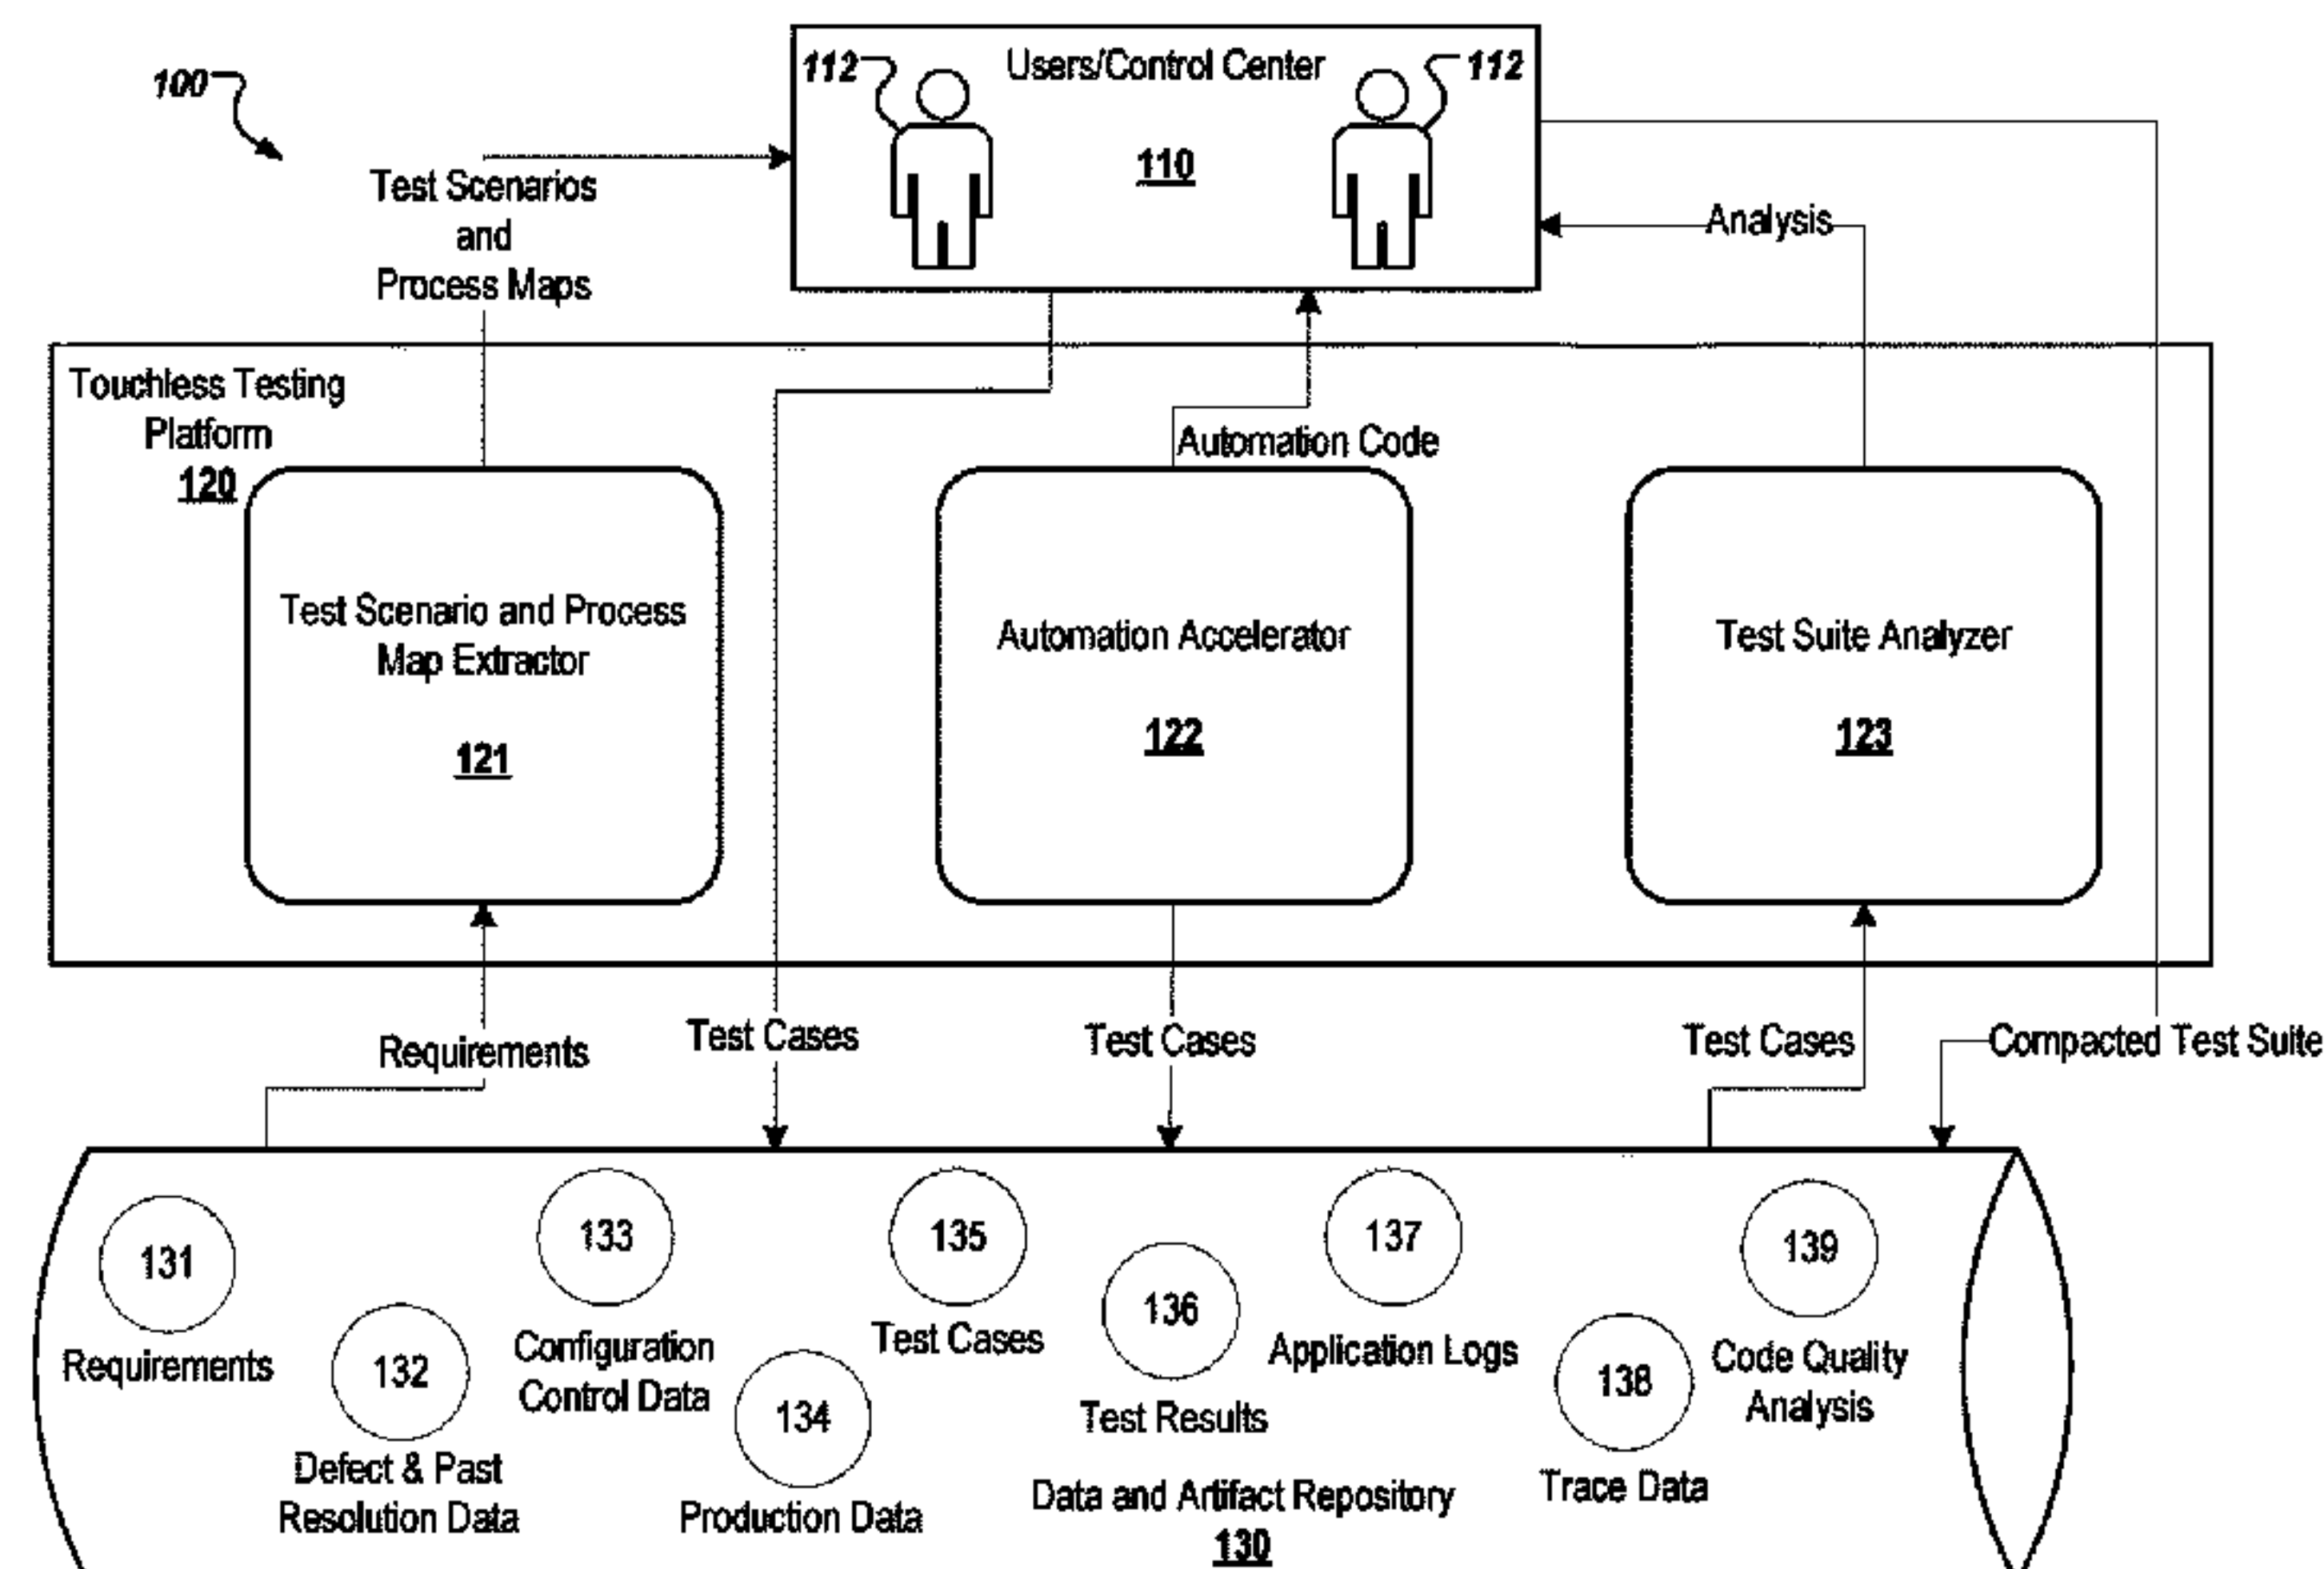 100
112
Users/Control Center
112
110
Test Scenarios
and
Process Maps
Analysis
Touchless Testing
Platform
120
Automation Code
Test Scenario and Process
Map Extractor
121
Automation Accelerator
122
Test Suite Analyzer
123
Requirements
Test Cases
Test Cases
Test Cases
Compacted Test Suite
131
Requirements
132
Defect & Past
Resolution Data
133
Configuration
Control Data
134
Production Data
135
Test Cases
136
Test Results
137
Application Logs
138
Trace Data
139
Code Quality
Analysis
Data and Artifact Repository
130